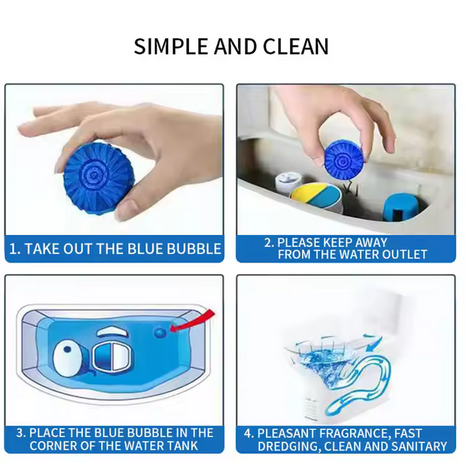 SIMPLE AND CLEAN
1. TAKE OUT THE BLUE BUBBLE
2. PLEASE KEEP AWAY
FROM THE WATER OUTLET
3. PLACE THE BLUE BUBBLE IN THE
CORNER OF THE WATER TANK
4. PLEASANT FRAGRANCE, FAST
DREDGING, CLEAN AND SANITARY